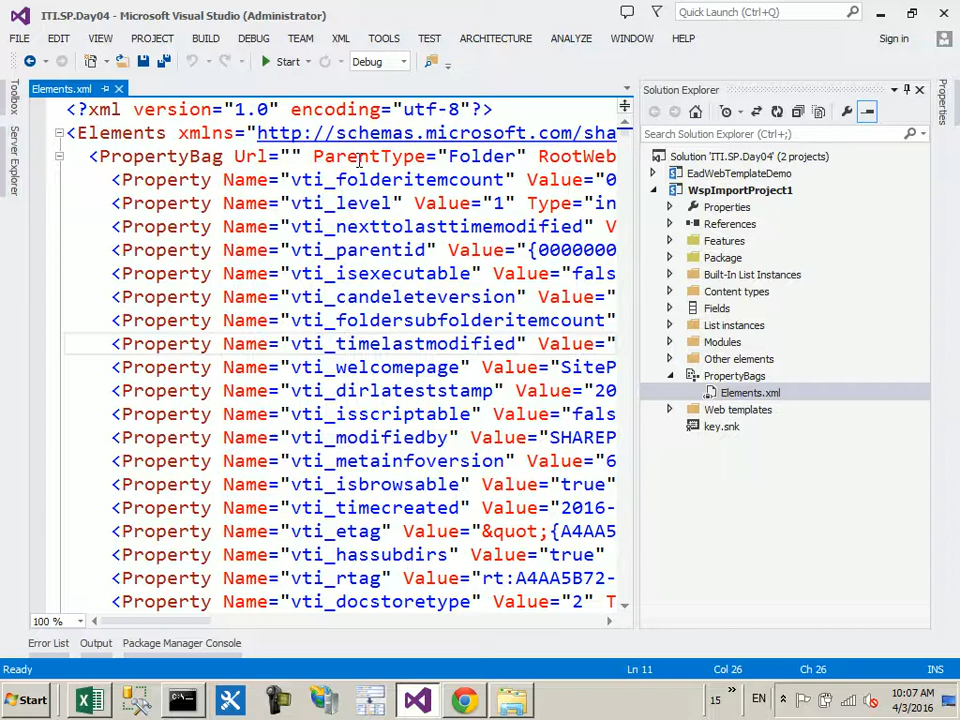 ITI.SP.Day04 - Microsoft Visual Studio (Administrator)
Quick Launch (Ctrl+Q)
FILE EDIT VIEW PROJECT BUILD DEBUG TEAM XML TOOLS TEST ARCHITECTURE ANALYZE WINDOW HELP Sign in
Start Debug
Toolbox
Server Explorer
Elements.xml
<?xml version="1.0" encoding="utf-8"?>
<Elements xmlns="http://schemas.microsoft.com/sha
<PropertyBag Url="" ParentType="Folder" RootWeb
<Property Name="vti_folderitemcount" Value="0
<Property Name="vti_level" Value="1" Type="in
<Property Name="vti_nexttolasttimemodified" V
<Property Name="vti_parentid" Value="{0000000
<Property Name="vti_isexecutable" Value="fals
<Property Name="vti_candeleteversion" Value="
<Property Name="vti_foldersubfolderitemcount"
<Property Name="vti_timelastmodified" Value="
<Property Name="vti_welcomepage" Value="SiteP
<Property Name="vti_dirlateststamp" Value="20
<Property Name="vti_isscriptable" Value="fals
<Property Name="vti_modifiedby" Value="SHAREP
<Property Name="vti_metainfoversion" Value="6
<Property Name="vti_isbrowsable" Value="true"
<Property Name="vti_timecreated" Value="2016-
<Property Name="vti_etag" Value="&quot;{A4AA5
<Property Name="vti_hassubdirs" Value="true"
<Property Name="vti_rtag" Value="rt:A4AA5B72-
<Property Name="vti_docstoretype" Value="2" T
100 %
Solution Explorer
Search Solution Explorer (Ctrl+;)
Solution 'ITI.SP.Day04' (2 projects)
EadWebTemplateDemo
WspImportProject1
Properties
References
Features
Package
Built-In List Instances
Content types
Fields
List instances
Modules
Other elements
PropertyBags
Elements.xml
Web templates
key.snk
Properties
Error List Output Package Manager Console
Ready Ln 11 Col 26 Ch 26 INS
Start 15 EN 10:07 AM
4/3/2016